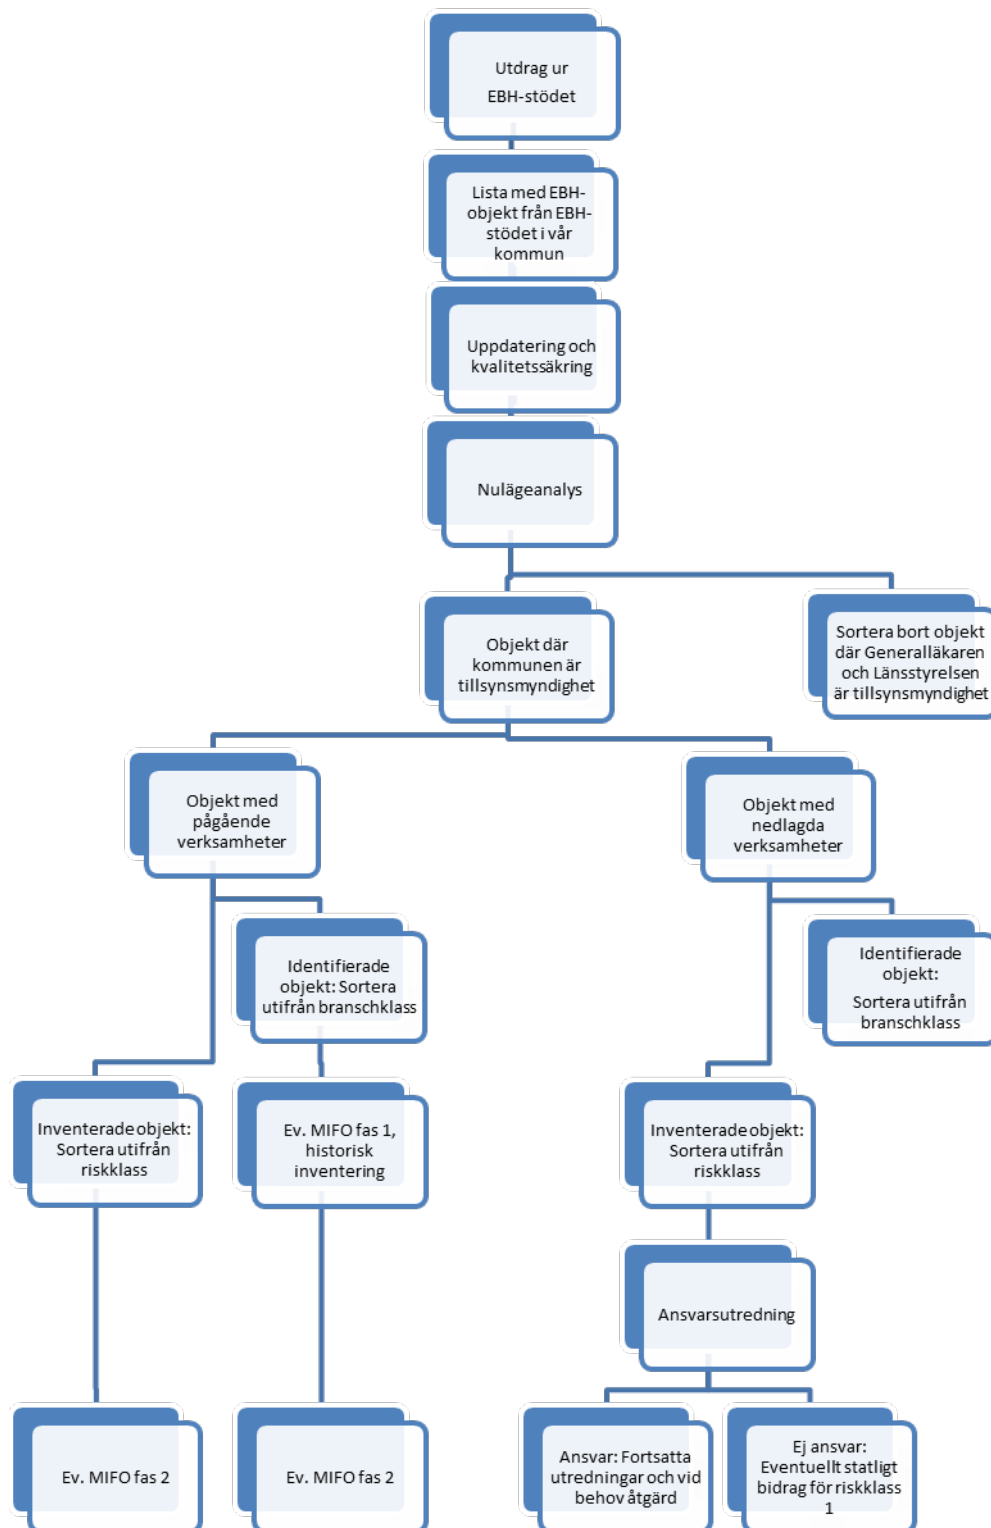 Utdrag ur
EBH-stödet
Lista med EBH-
objekt från EBH-
stödet i vår
kommun
Uppdatering och
kvalitetssäkring
Nulägeanalys
Objekt där
kommunen är
tillsynsmyndighet
Sortera bort objekt
där Generalläkaren
och Länsstyrelsen
är tillsynsmyndighet
Objekt med
pågående
verksamheter
Objekt med
nedlagda
verksamheter
Identifierade
objekt: Sortera
utifrån branschklass
Identifierade
objekt:
Sortera utifrån
branschklass
Inventerade objekt:
Sortera utifrån
riskklass
Ev. MIFO fas 1,
historisk
inventering
Inventerade objekt:
Sortera utifrån
riskklass
Ansvarsutredning
Ev. MIFO fas 2
Ev. MIFO fas 2
Ansvar: Fortsatta
utredningar och vid
behov åtgärd
Ej ansvar:
Eventuellt statligt
bidrag för riskklass
1